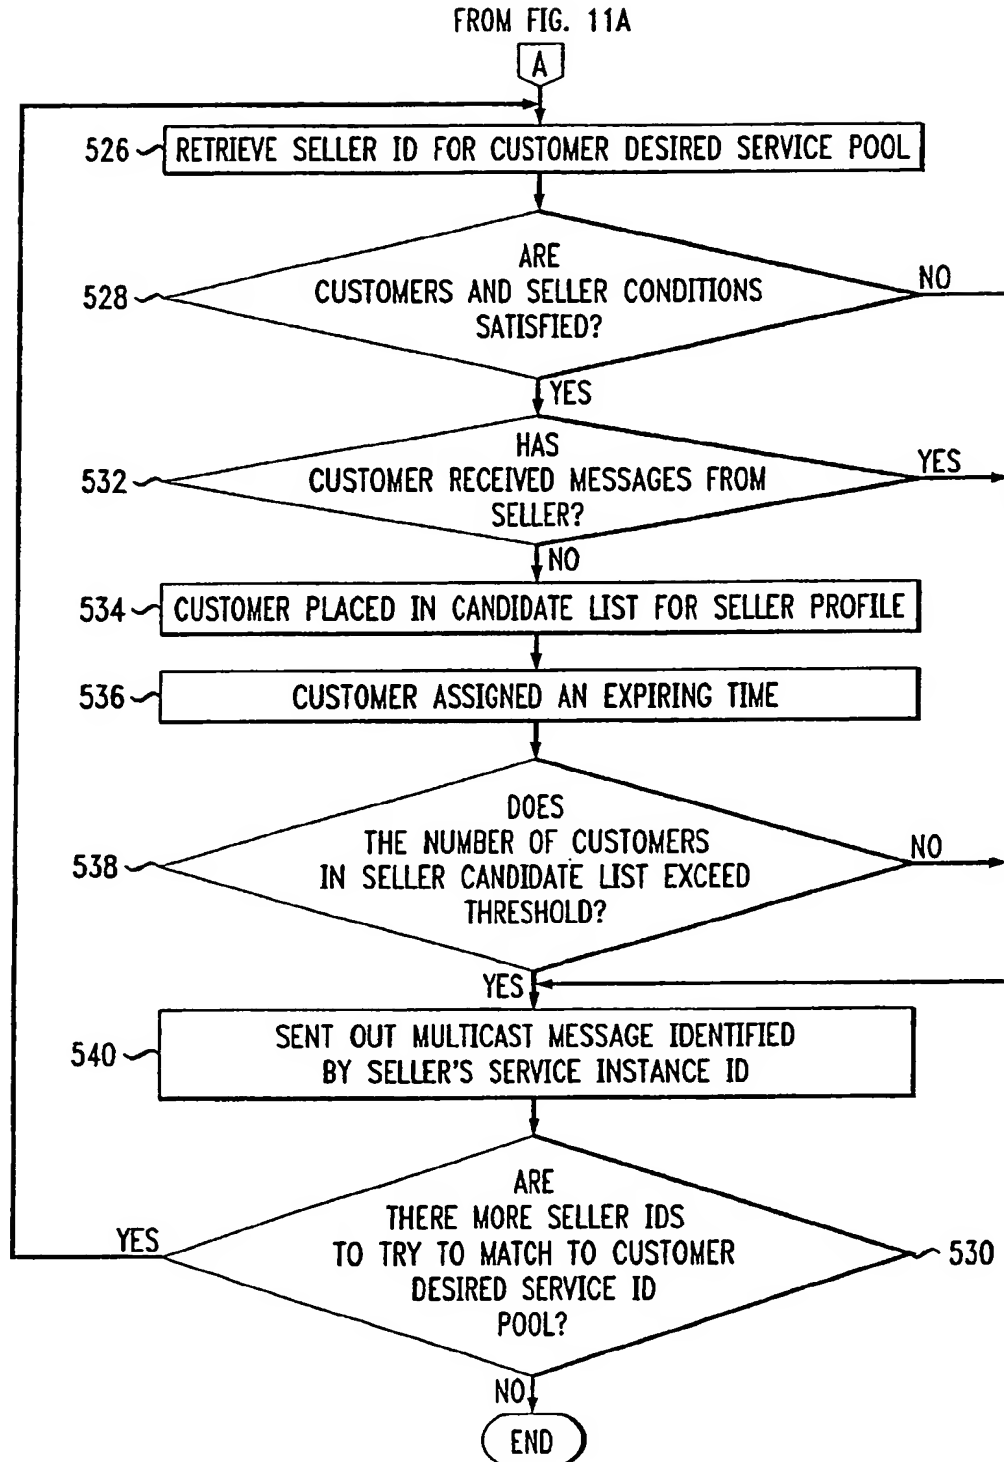 FROM FIG. 11A
A
526 RETRIEVE SELLER ID FOR CUSTOMER DESIRED SERVICE POOL
ARE
528 CUSTOMERS AND SELLER CONDITIONS NO
SATISFIED?
YES
HAS
532 CUSTOMER RECEIVED MESSAGES FROM YES
SELLER?
NO
534 CUSTOMER PLACED IN CANDIDATE LIST FOR SELLER PROFILE
536 CUSTOMER ASSIGNED AN EXPIRING TIME
DOES
THE NUMBER OF CUSTOMERS NO
538 IN SELLER CANDIDATE LIST EXCEED
THRESHOLD?
YES
SENT OUT MULTICAST MESSAGE IDENTIFIED
540 BY SELLER'S SERVICE INSTANCE ID
ARE
THERE MORE SELLER IDS
YES TO TRY TO MATCH TO CUSTOMER 530
DESIRED SERVICE ID
POOL?
NO
END